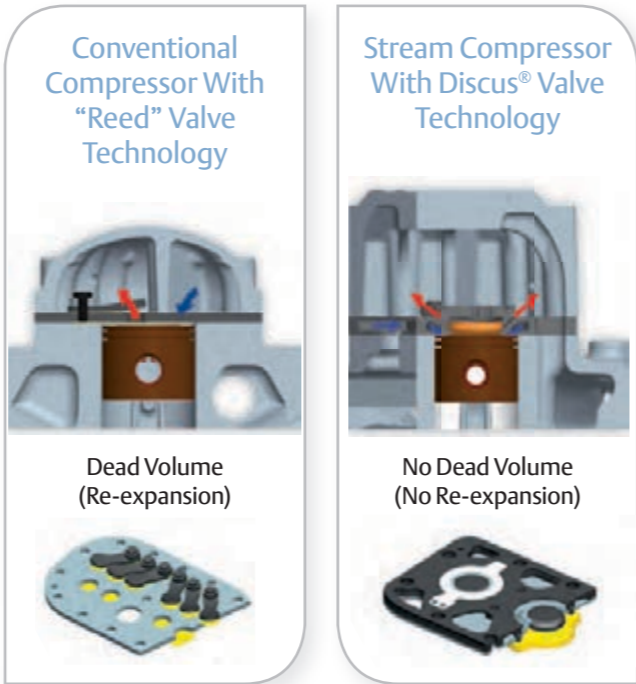 Conventional
Compressor With
“Reed” Valve
Technology
Dead Volume
(Re-expansion)
Stream Compressor
With Discus® Valve
Technology
No Dead Volume
(No Re-expansion)